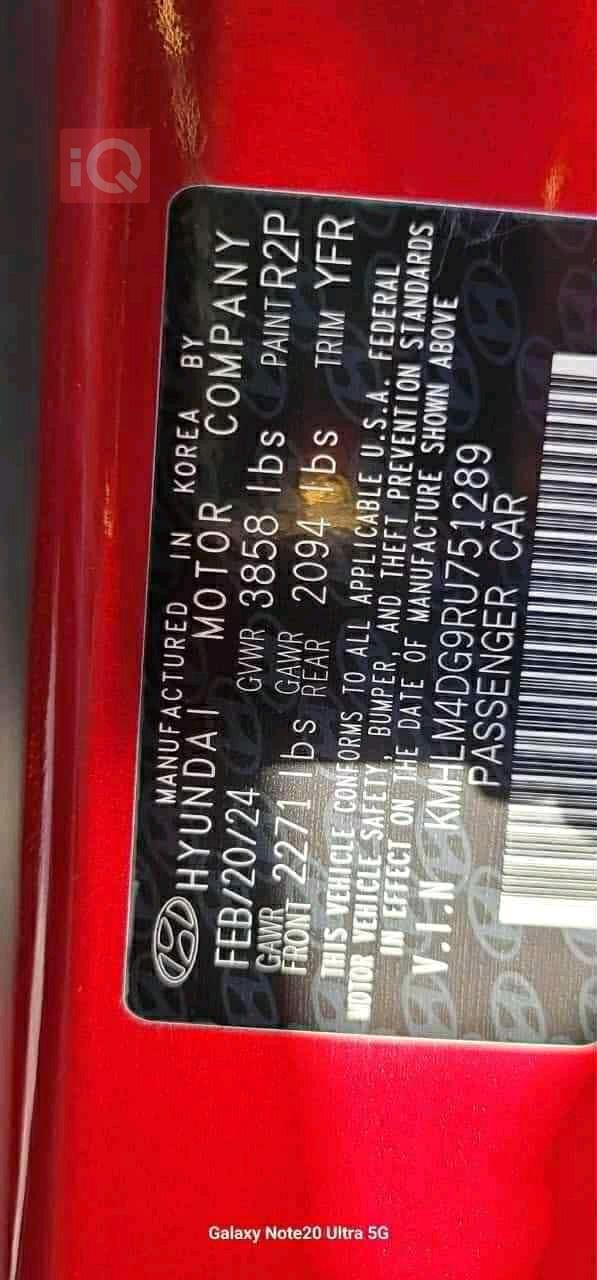 iQ
MANUFACTURED IN KOREA BY
HYUNDAI MOTOR COMPANY
FEB/20/24 GVWR 3858 lbs PAINT R2P
GAWR FRONT 2271 lbs GAWR REAR 2094 lbs TRIM YFR
THIS VEHICLE CONFORMS TO ALL APPLICABLE U.S.A. FEDERAL
MOTOR VEHICLE SAFETY, BUMPER, AND THEFT PREVENTION STANDARDS
IN EFFECT ON THE DATE OF MANUFACTURE SHOWN ABOVE
V.I.N KMHLM4DG9RU751289
PASSENGER CAR
Galaxy Note20 Ultra 5G